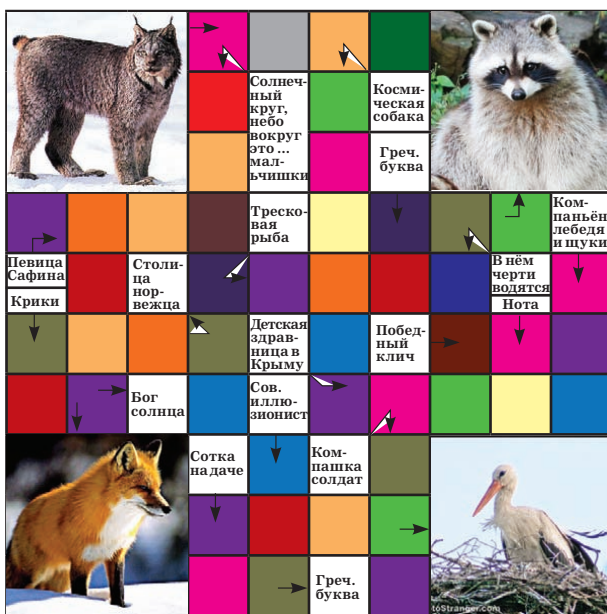 Солнеч-
ный
круг,
небо
вокруг
это ...
маль-
чишки
Косми-
ческая
собака
Греч.
буква
Треско-
вая
рыба
Ком-
паньён
лебедя
и щуки
Певица
Сафина
Крики
Столи-
ца
нор-
вежца
В нём
черти
водятся
Нота
Детская
здрав-
ница в
Крыму
Побед-
ный
клич
Бог
солнца
Сов.
иллю-
зионист
Сотка
на даче
Ком-
пашка
солдат
Греч.
буква
toStranger.com